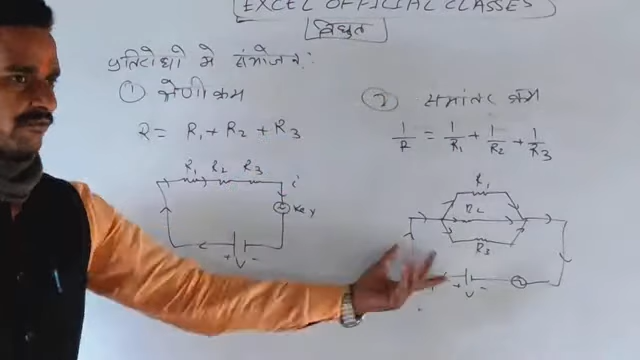 EXCEL OFFICIAL CLASSES
विद्युत
प्रतिरोधो मे संयोजन:
① श्रेणीक्रम
R = R₁ + R₂ + R₃
R₁ R₂ R₃
i
Key
+ -
V
② समांतर क्रम
1/R = 1/R₁ + 1/R₂ + 1/R₃
R₁
R₂
R₃
+ -
V